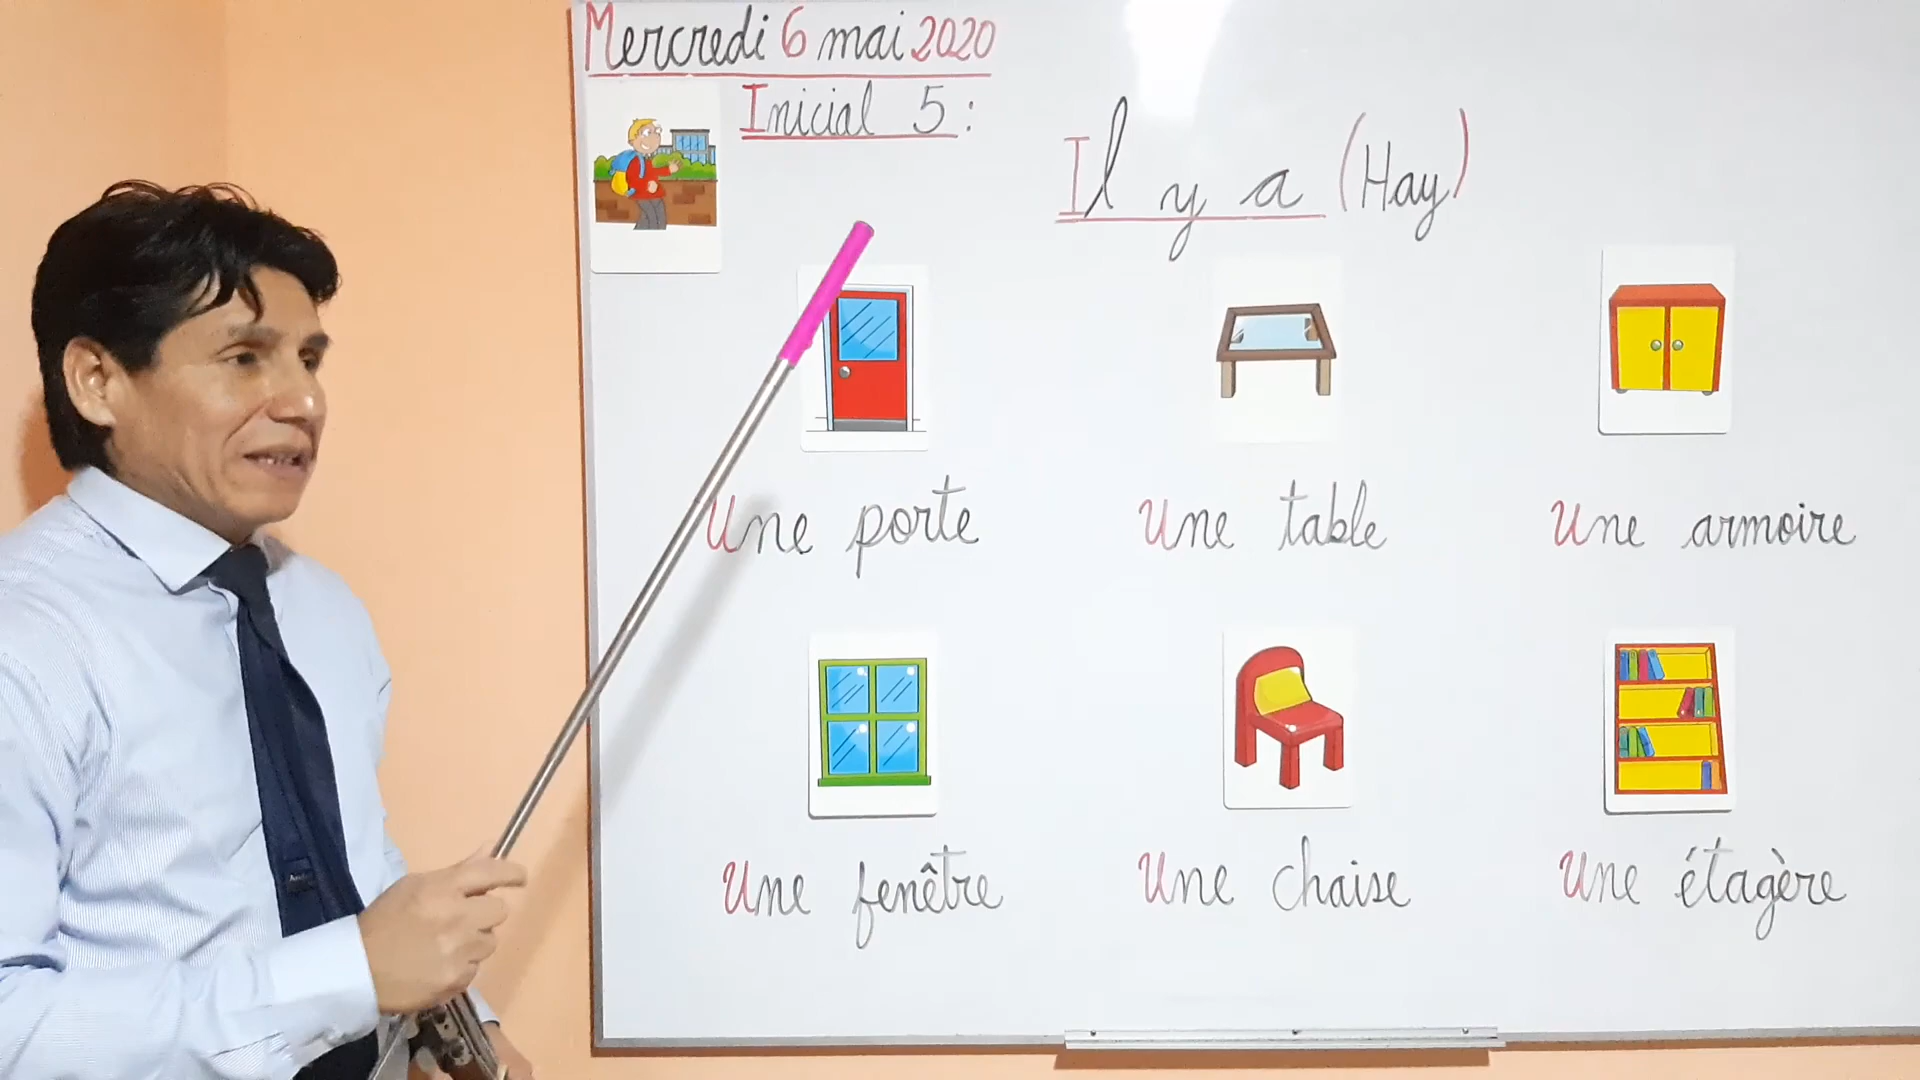 Mercredi 6 mai 2020
Inicial 5:
Il y a (Hay)
Une porte
Une table
Une armoire
Une fenêtre
Une chaise
Une étagère